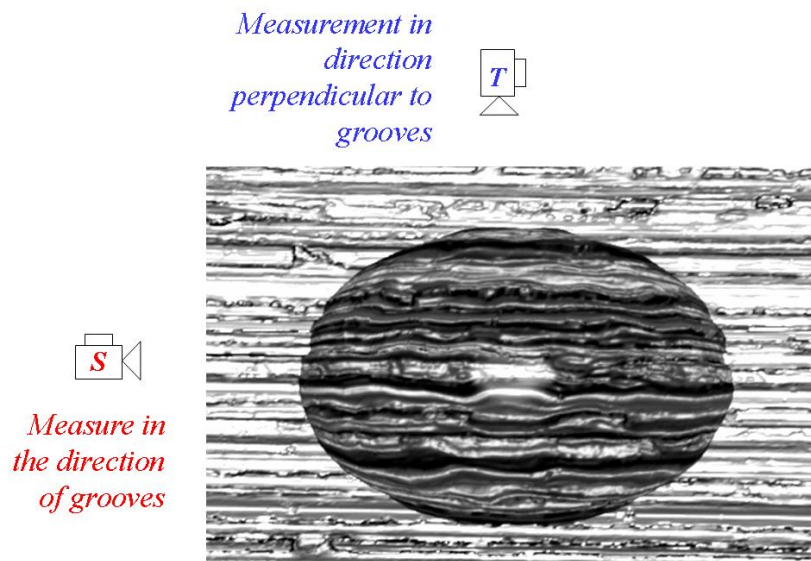 Measurement in
direction
perpendicular to
grooves
T
S
Measure in
the direction
of grooves